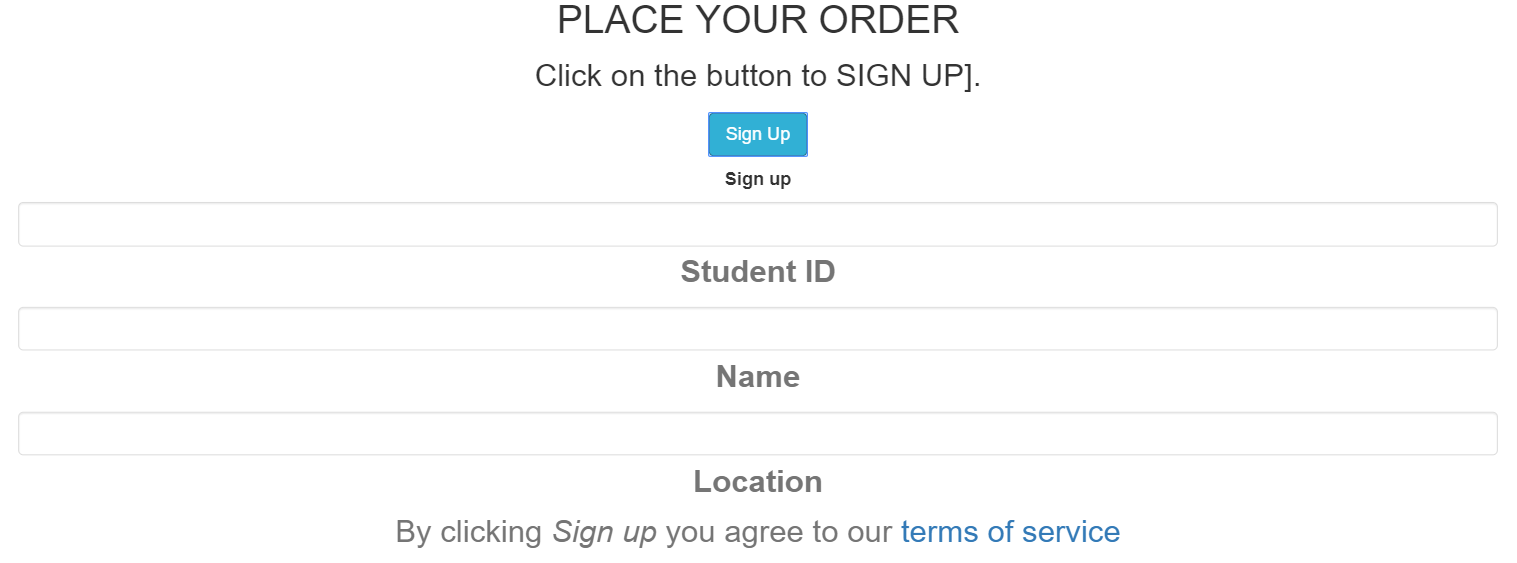 PLACE YOUR ORDER
Click on the button to SIGN UP].
Sign Up
Sign up
Student ID
Name
Location
By clicking Sign up you agree to our terms of service